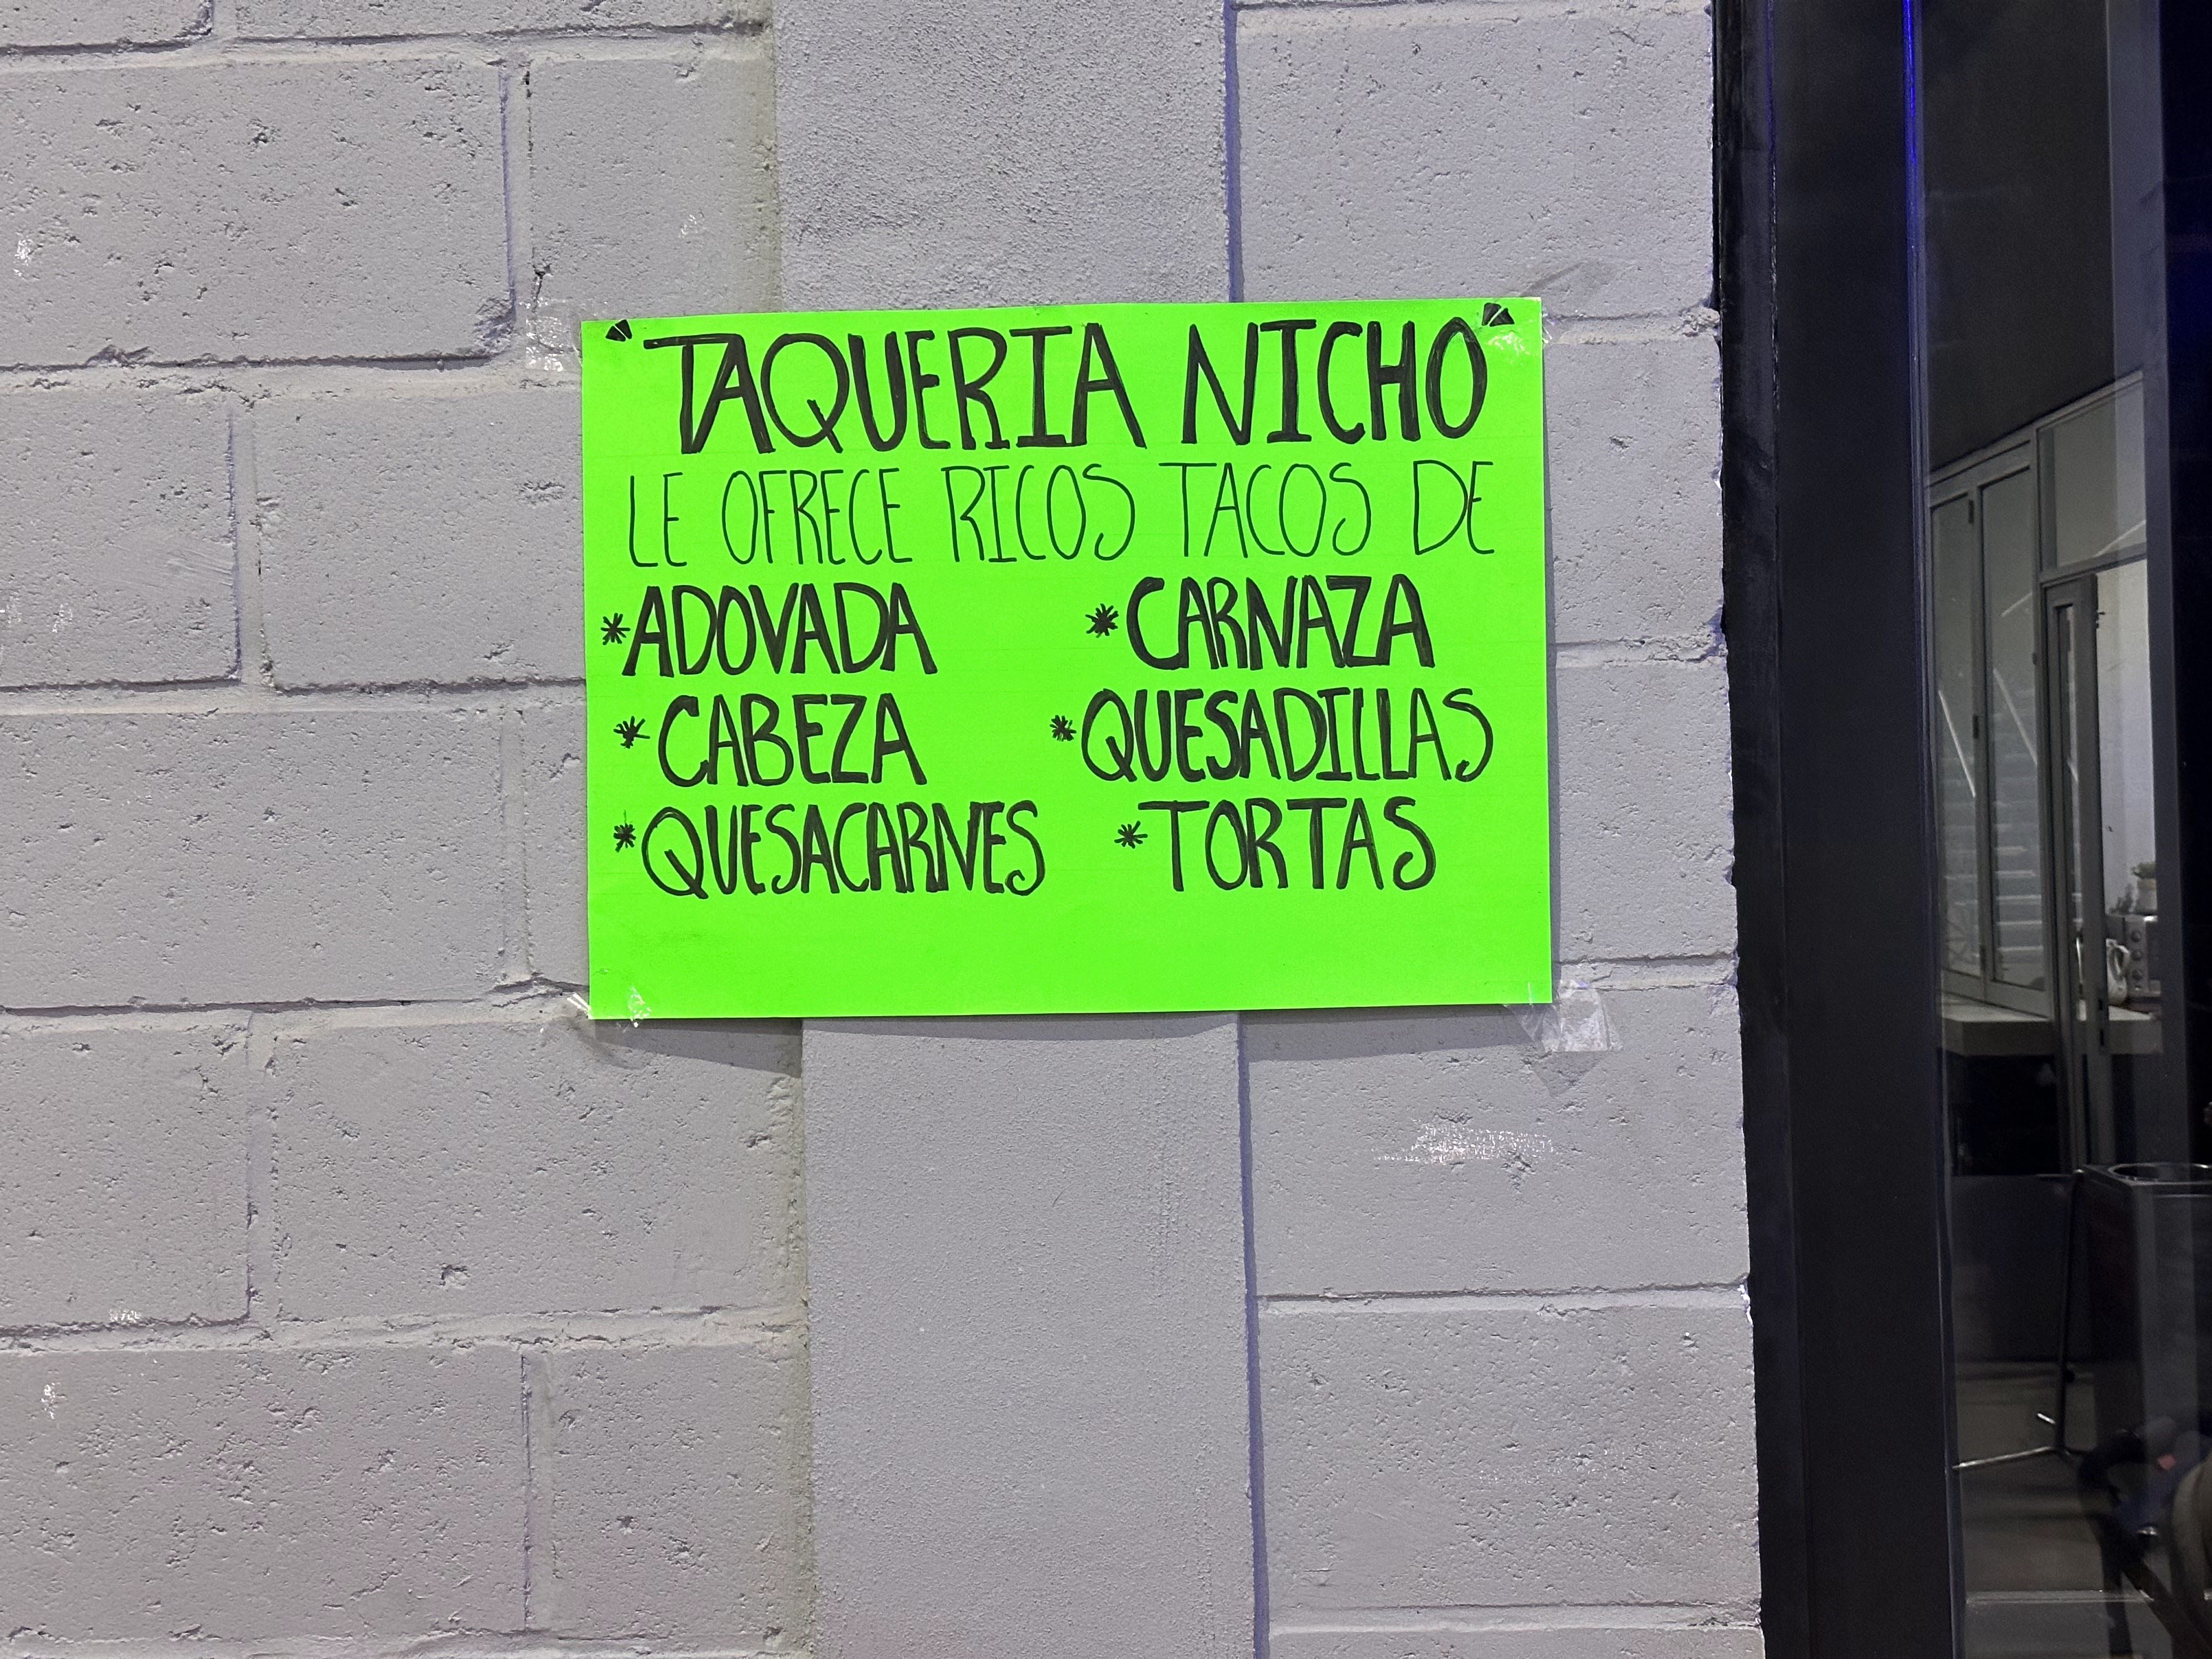 "TAQUERIA NICHO"
LE OFRECE RICOS TACOS DE
*ADOVADA *CARNAZA
*CABEZA *QUESADILLAS
*QUESACARNES *TORTAS